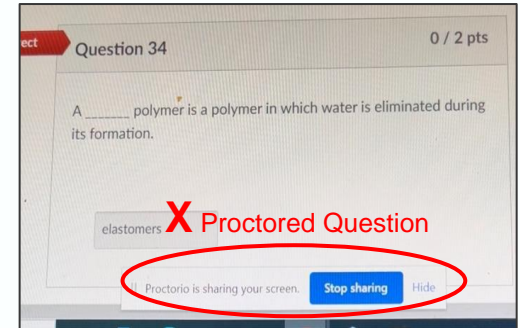 ect
Question 34
0 / 2 pts
A _______ polymer is a polymer in which water is eliminated during
its formation.
elastomers X Proctored Question
|| Proctorio is sharing your screen. Stop sharing Hide